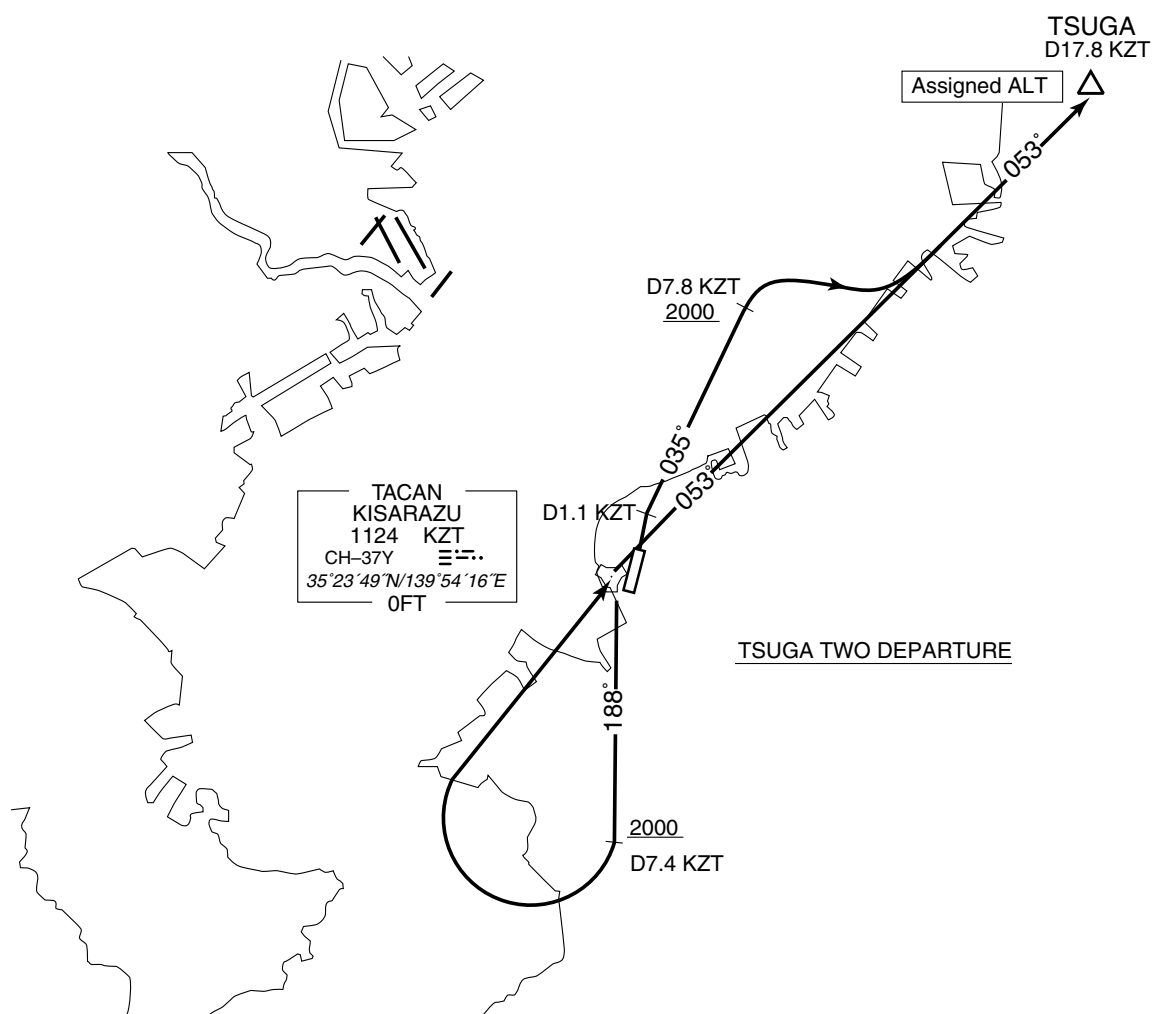 TSUGA
D17.8 KZT
Assigned ALT
053°
D7.8 KZT
2000
035°
053°
D1.1 KZT
TACAN
KISARAZU
1124 KZT
CH–37Y
35°23´49˝N/139°54´16˝E
0FT
TSUGA TWO DEPARTURE
188°
2000
D7.4 KZT